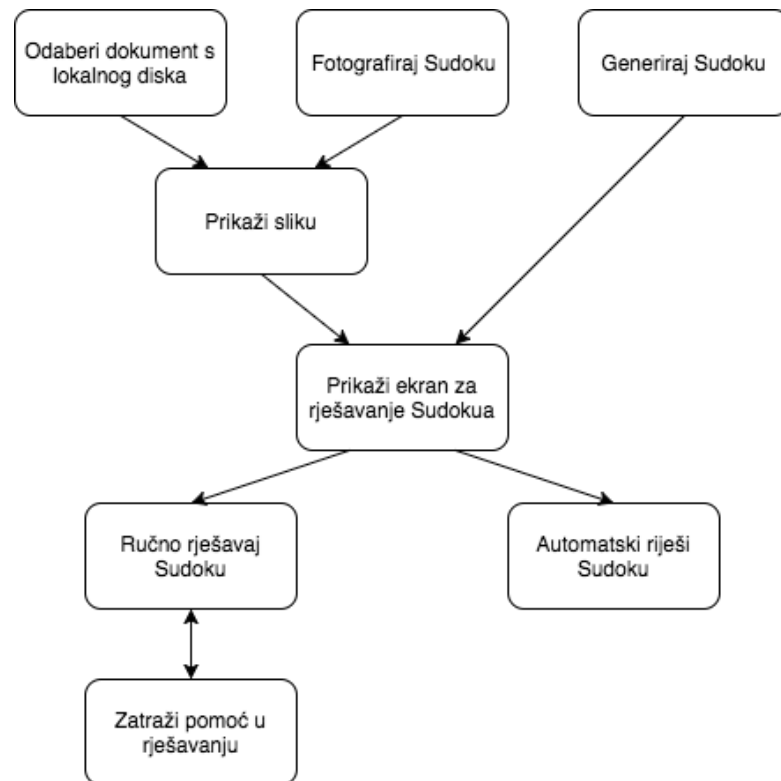 Odaberi dokument s
lokalnog diska
Fotografiraj Sudoku
Generiraj Sudoku
Prikaži sliku
Prikaži ekran za
rješavanje Sudokua
Ručno rješavaj
Sudoku
Automatski riješi
Sudoku
Zatraži pomoć u
rješavanju